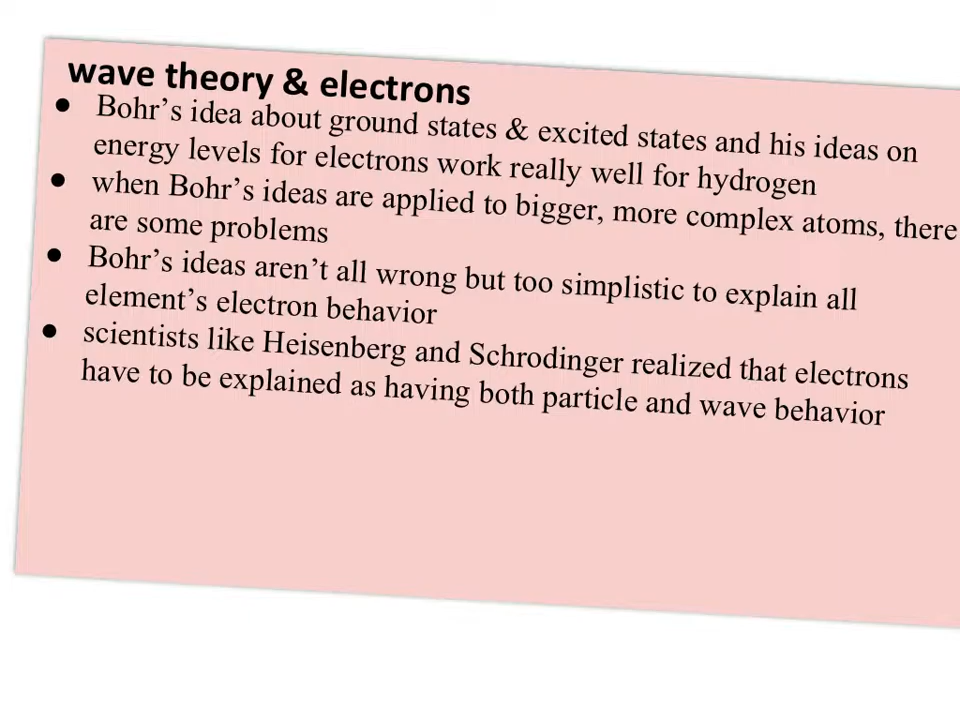 wave theory & electrons
● Bohr’s idea about ground states & excited states and his ideas on
energy levels for electrons work really well for hydrogen
● when Bohr’s ideas are applied to bigger, more complex atoms, there
are some problems
● Bohr’s ideas aren’t all wrong but too simplistic to explain all
element’s electron behavior
● scientists like Heisenberg and Schrodinger realized that electrons
have to be explained as having both particle and wave behavior